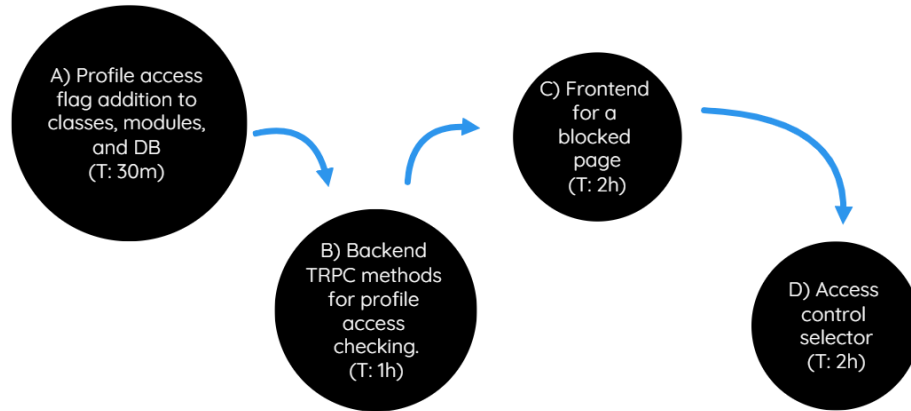 A) Profile access
flag addition to
classes, modules,
and DB
(T: 30m)
B) Backend
TRPC methods
for profile
access
checking.
(T: 1h)
C) Frontend
for a
blocked
page
(T: 2h)
D) Access
control
selector
(T: 2h)